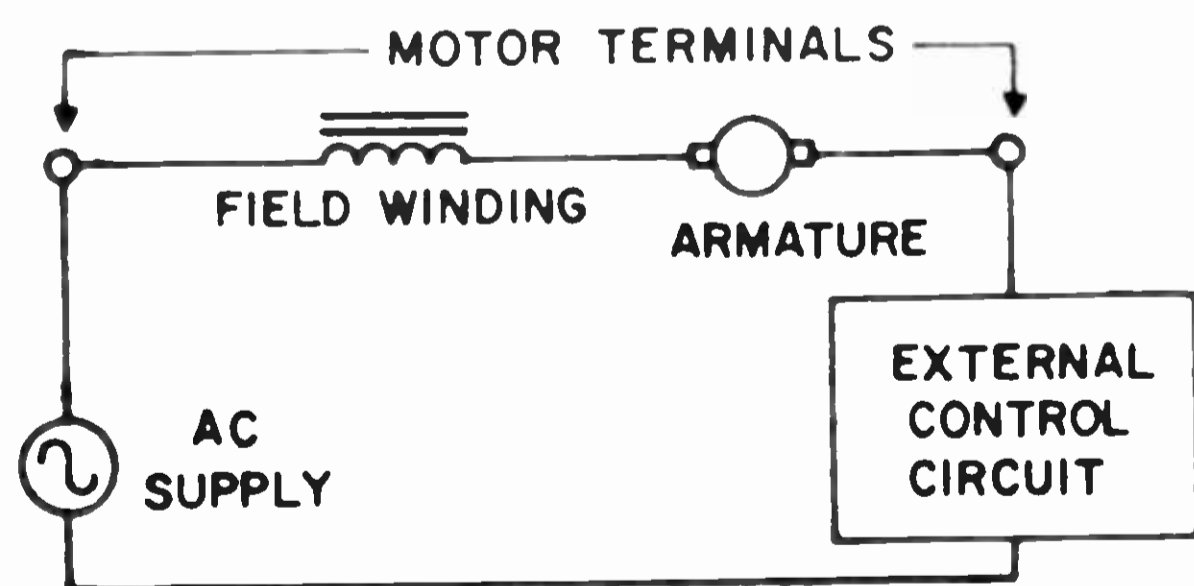 MOTOR TERMINALS
FIELD WINDING
ARMATURE
AC
SUPPLY
EXTERNAL
CONTROL
CIRCUIT